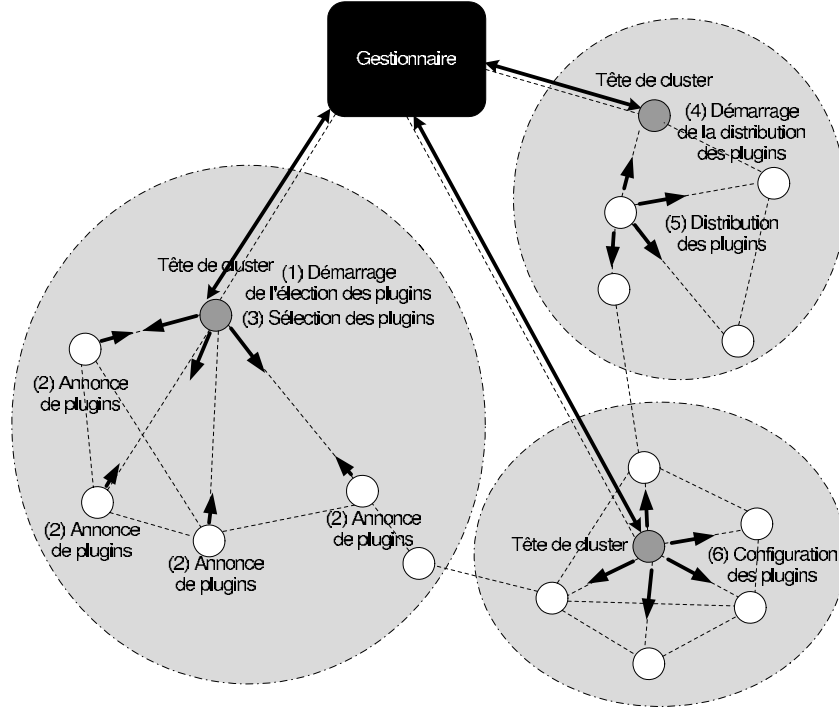 Gestionnaire
Tête de cluster
(4) Démarrage
de la distribution
des plugins
(5) Distribution
des plugins
Tête de cluster
(1) Démarrage
de l'élection des plugins
(3) Sélection des plugins
(2) Annonce
de plugins
(2) Annonce
de plugins
(2) Annonce
de plugins
(2) Annonce
de plugins
Tête de cluster
(6) Configuration
des plugins